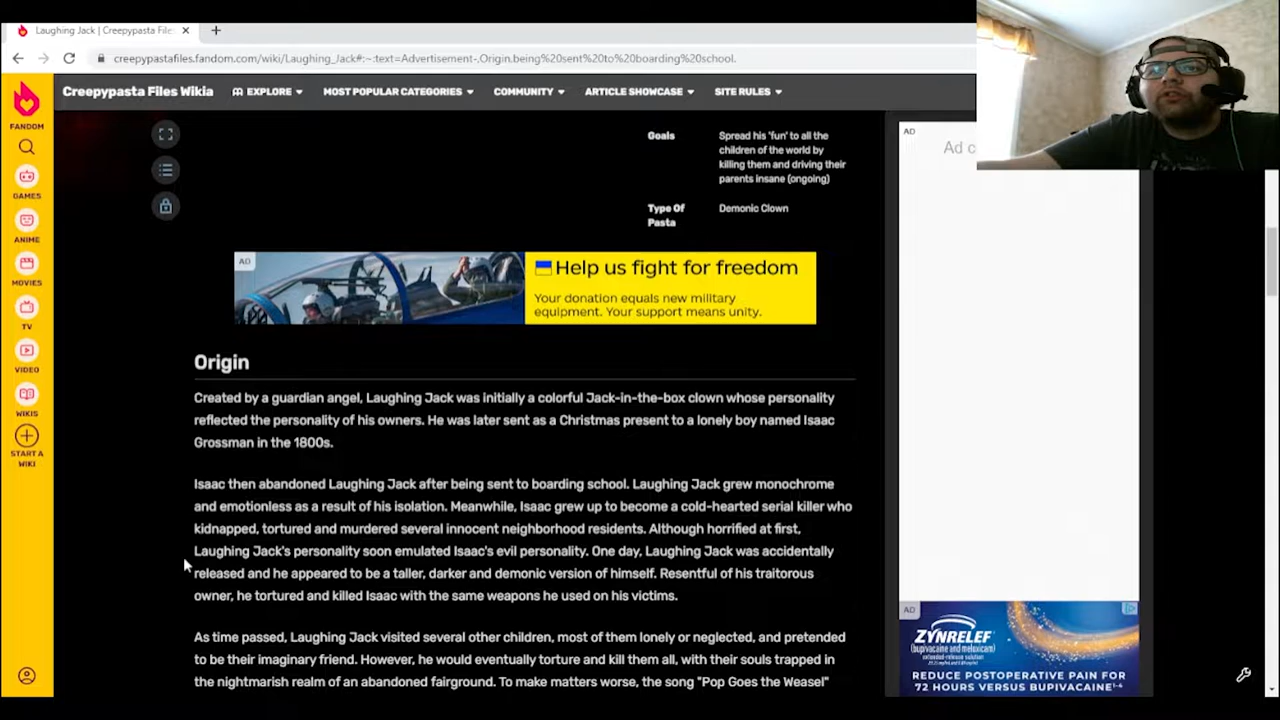 Laughing Jack | Creepypasta File
creepypastafiles.fandom.com/wiki/Laughing_Jack#:~:text=Advertisement-,Origin,being%20sent%20to%20boarding%20school.
FANDOM
GAMES
ANIME
MOVIES
TV
VIDEO
WIKIS
START A
WIKI
Creepypasta Files Wikia
EXPLORE
MOST POPULAR CATEGORIES
COMMUNITY
ARTICLE SHOWCASE
SITE RULES
Goals
Spread his 'fun' to all the
children of the world by
killing them and driving their
parents insane (ongoing)
Type Of
Pasta
Demonic Clown
AD
Help us fight for freedom
Your donation equals new military
equipment. Your support means unity.
Origin
Created by a guardian angel, Laughing Jack was initially a colorful Jack-in-the-box clown whose personality
reflected the personality of his owners. He was later sent as a Christmas present to a lonely boy named Isaac
Grossman in the 1800s.
Isaac then abandoned Laughing Jack after being sent to boarding school. Laughing Jack grew monochrome
and emotionless as a result of his isolation. Meanwhile, Isaac grew up to become a cold-hearted serial killer who
kidnapped, tortured and murdered several innocent neighborhood residents. Although horrified at first,
Laughing Jack's personality soon emulated Isaac's evil personality. One day, Laughing Jack was accidentally
released and he appeared to be a taller, darker and demonic version of himself. Resentful of his traitorous
owner, he tortured and killed Isaac with the same weapons he used on his victims.
As time passed, Laughing Jack visited several other children, most of them lonely or neglected, and pretended
to be their imaginary friend. However, he would eventually torture and kill them all, with their souls trapped in
the nightmarish realm of an abandoned fairground. To make matters worse, the song "Pop Goes the Weasel"
AD
Ad c
AD
ZYNRELEF
(bupivacaine and meloxicam)
REDUCE POSTOPERATIVE PAIN FOR
72 HOURS VERSUS BUPIVACAINE